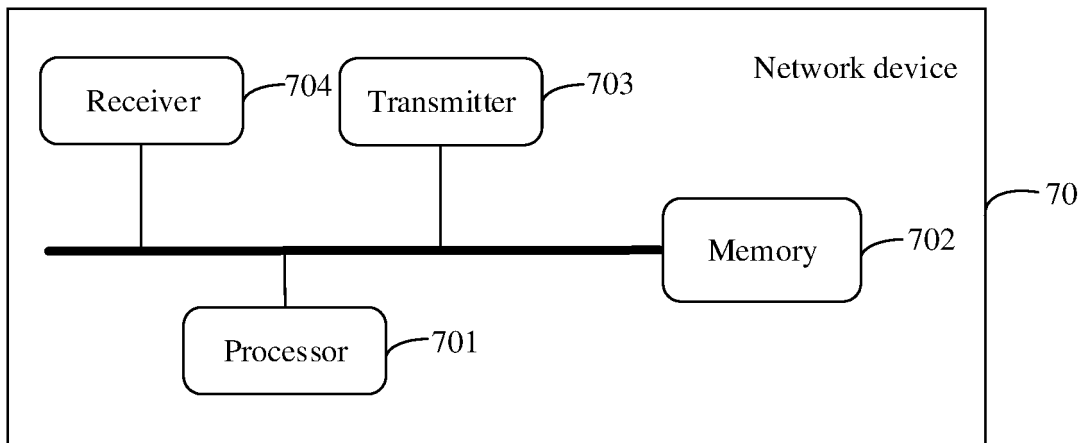 Network device
Receiver
704
Transmitter
703
70
Memory
702
Processor
701